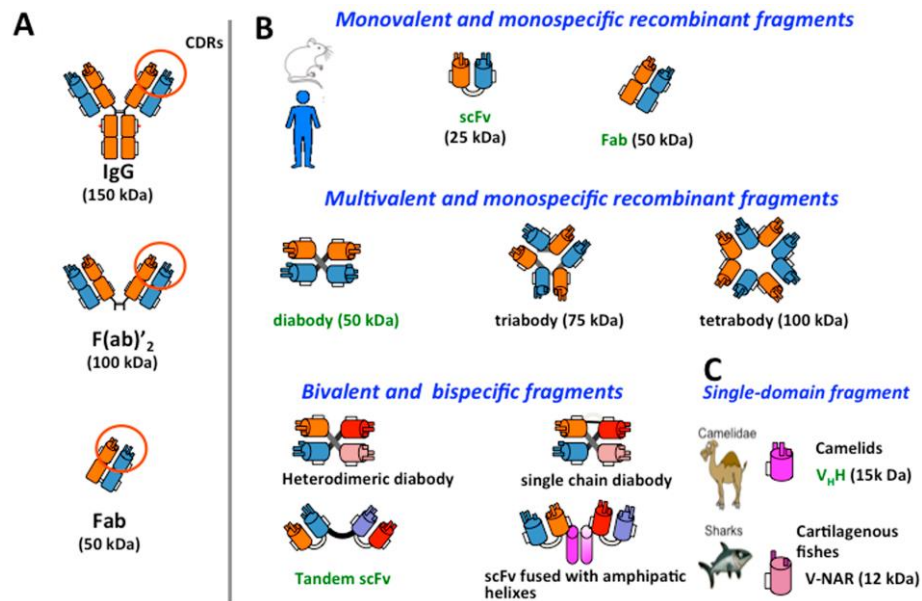 A
CDRs
IgG
(150 kDa)
F(ab)’2
(100 kDa)
Fab
(50 kDa)
B
Monovalent and monospecific recombinant fragments
scFv
(25 kDa)
Fab (50 kDa)
Multivalent and monospecific recombinant fragments
diabody (50 kDa)
triabody (75 kDa)
tetrabody (100 kDa)
Bivalent and bispecific fragments
Heterodimeric diabody
single chain diabody
Tandem scFv
scFv fused with amphipatic
helixes
C
Single-domain fragment
Camelidae
Camelids
VHH (15k Da)
Sharks
Cartilagenous
fishes
V-NAR (12 kDa)